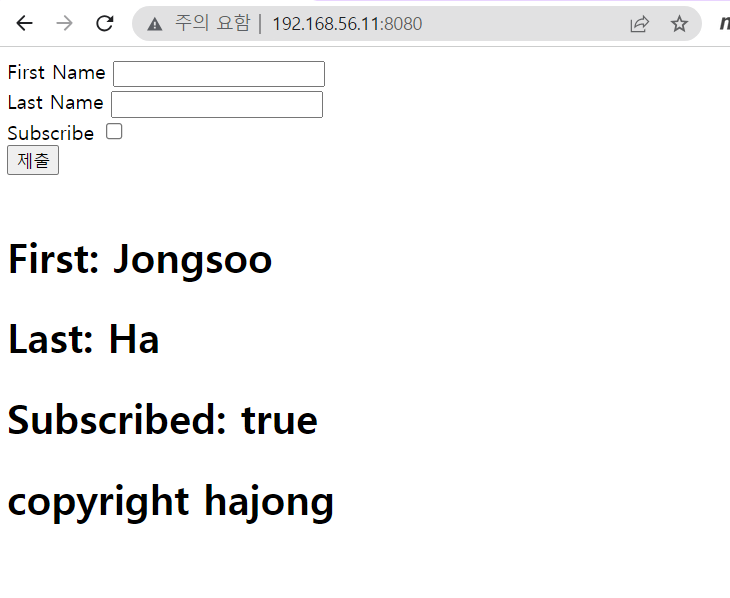 주의 요함 | 192.168.56.11:8080
First Name
Last Name
Subscribe
제출
First: Jongsoo
Last: Ha
Subscribed: true
copyright hajong